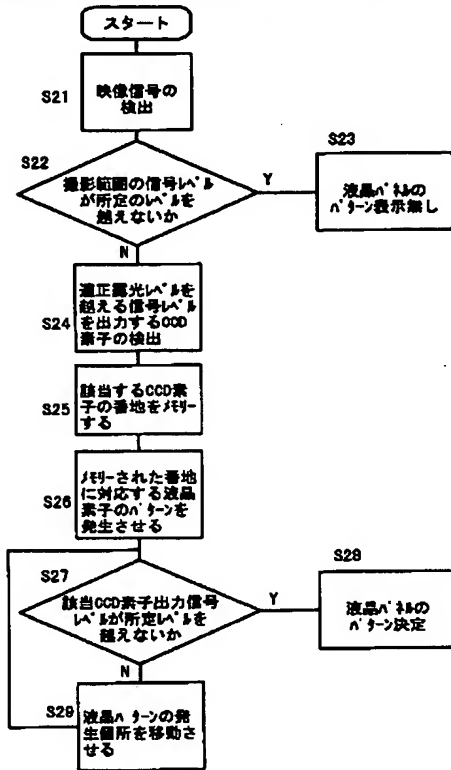 スタート
S21
映像信号の
検出
S22
撮影範囲の信号レベル
が所定のレベルを
越えないか
Y
S23
液晶パネルの
パターン表示無し
N
S24
適正露光レベルを
越える信号レベル
を出力するCCD
素子の検出
S25
該当するCCD素
子の番地をメモリー
する
S26
メモリーされた番地
に対応する液晶
素子のパターンを
発生させる
S27
該当CCD素子出力信号
レベルが所定レベルを
越えないか
Y
S28
液晶パネルの
パターン決定
N
S29
液晶パターンの発
生個所を移動さ
せる